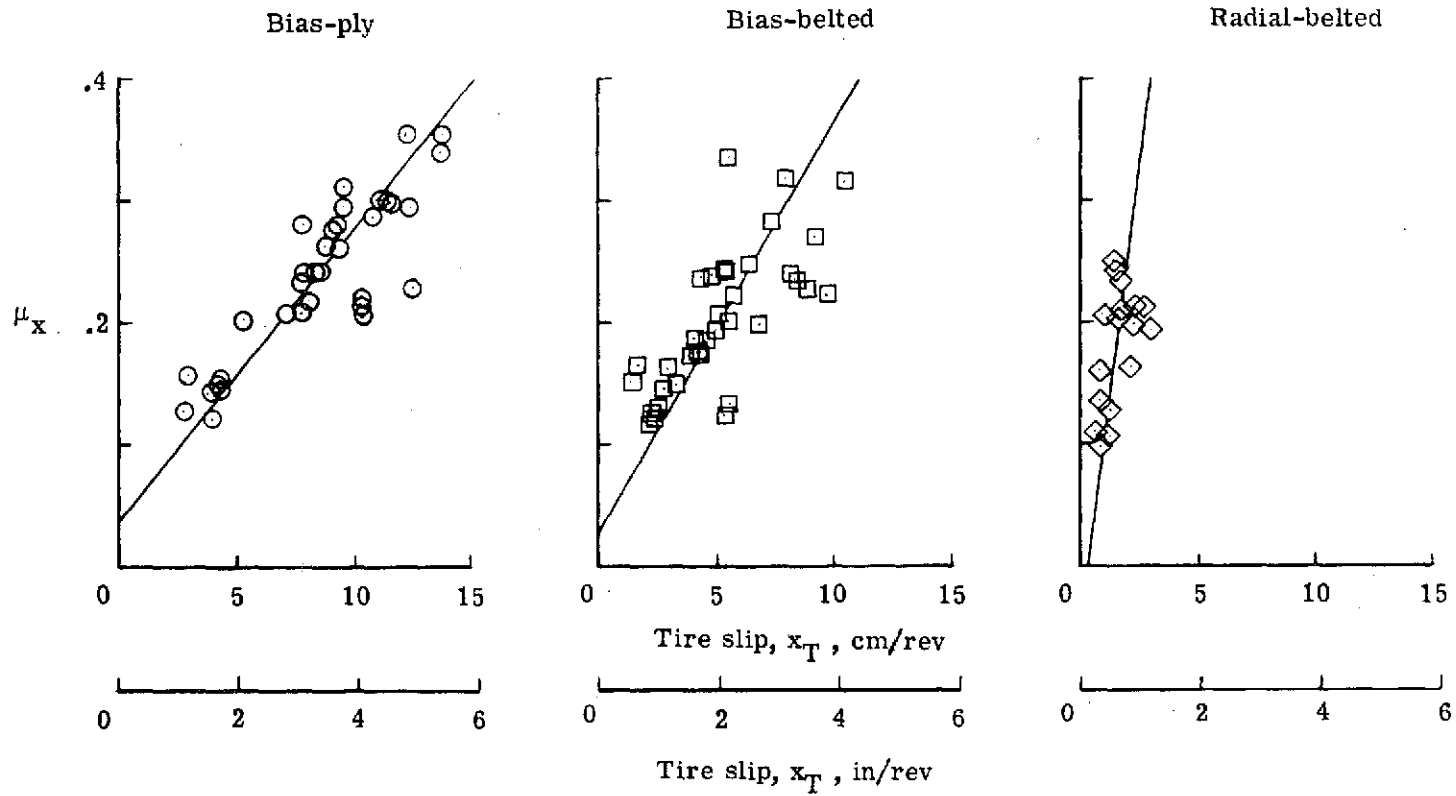 Bias-ply Bias-belted Radial-belted
.4
μx
.2
0 5 10 15 0 5 10 15 0 5 10 15
Tire slip, xT , cm/rev
0 2 4 6 0 2 4 6 0 2 4 6
Tire slip, xT , in/rev